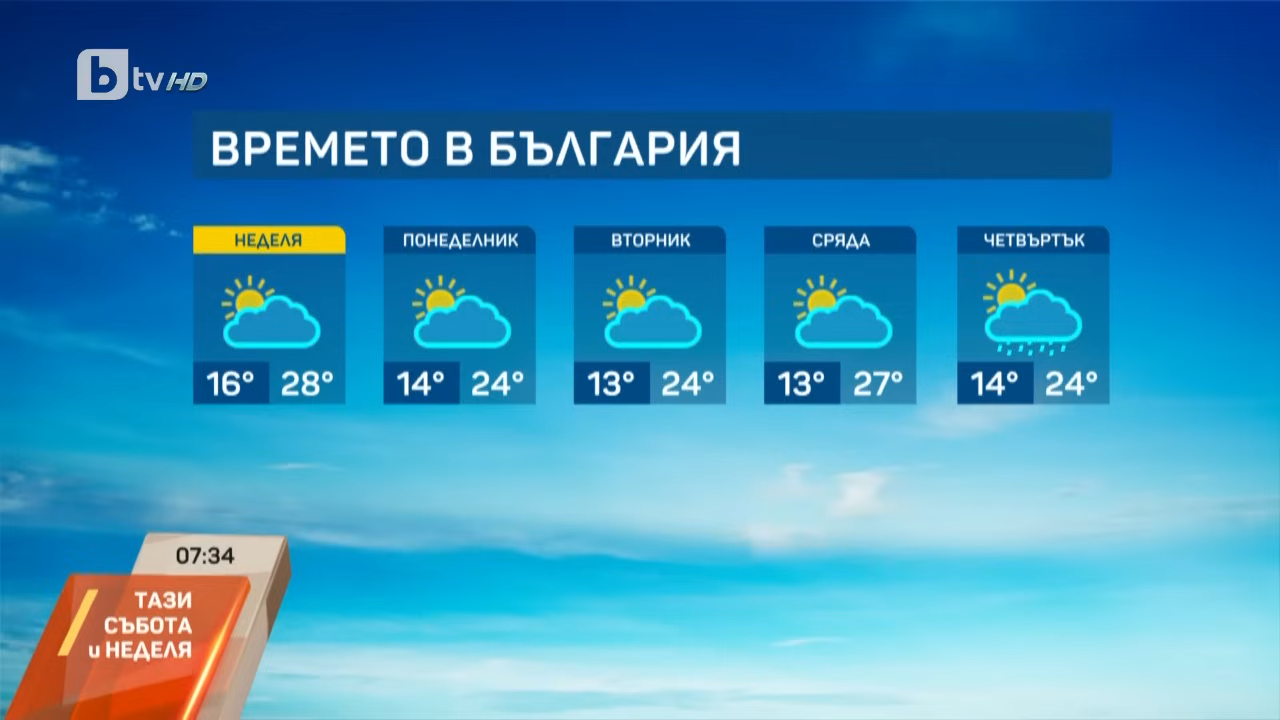 btv HD
ВРЕМЕТО В БЪЛГАРИЯ
НЕДЕЛЯ
ПОНЕДЕЛНИК
ВТОРНИК
СРЯДА
ЧЕТВЪРТЪК
16° 28°
14° 24°
13° 24°
13° 27°
14° 24°
07:34
ТАЗИ
СЪБОТА
и НЕДЕЛЯ